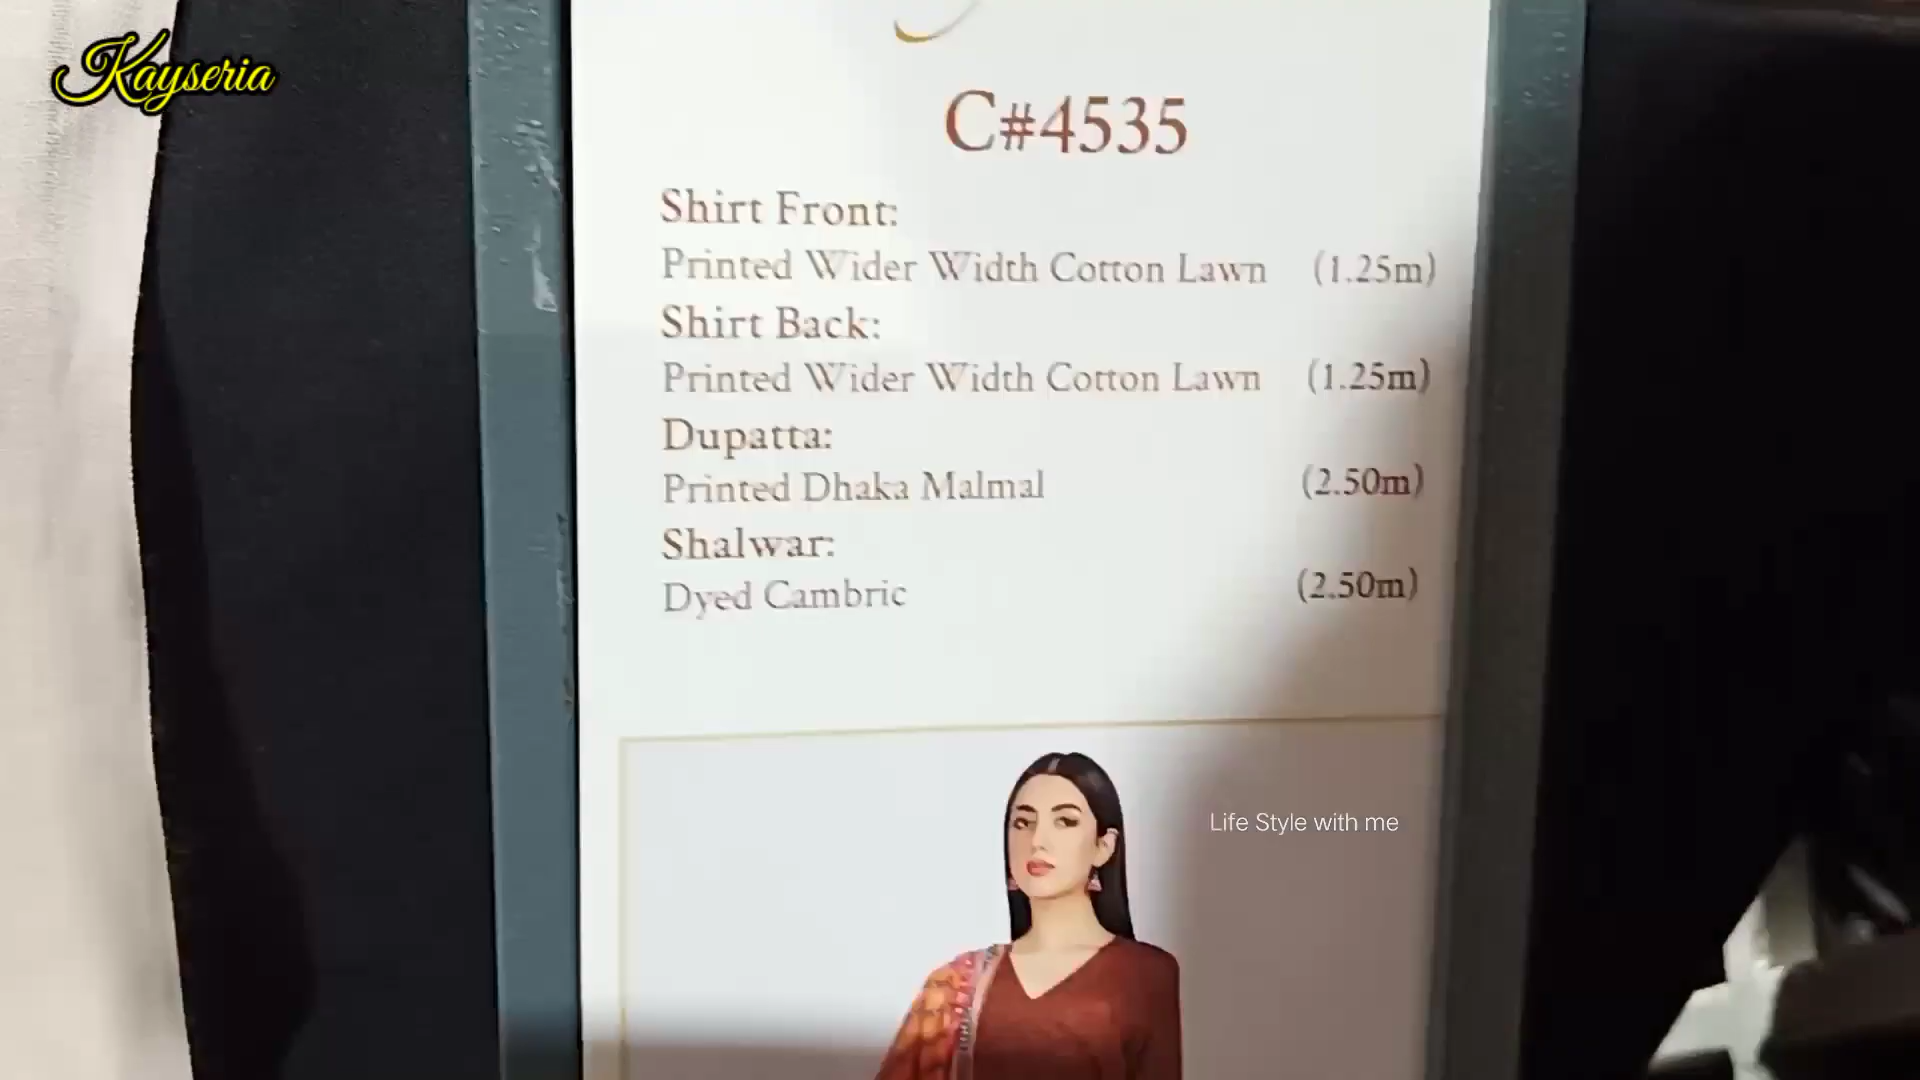 Kayseria
C#4535
Shirt Front:
Printed Wider Width Cotton Lawn (1.25m)
Shirt Back:
Printed Wider Width Cotton Lawn (1.25m)
Dupatta:
Printed Dhaka Malmal (2.50m)
Shalwar:
Dyed Cambric (2.50m)
Life Style with me